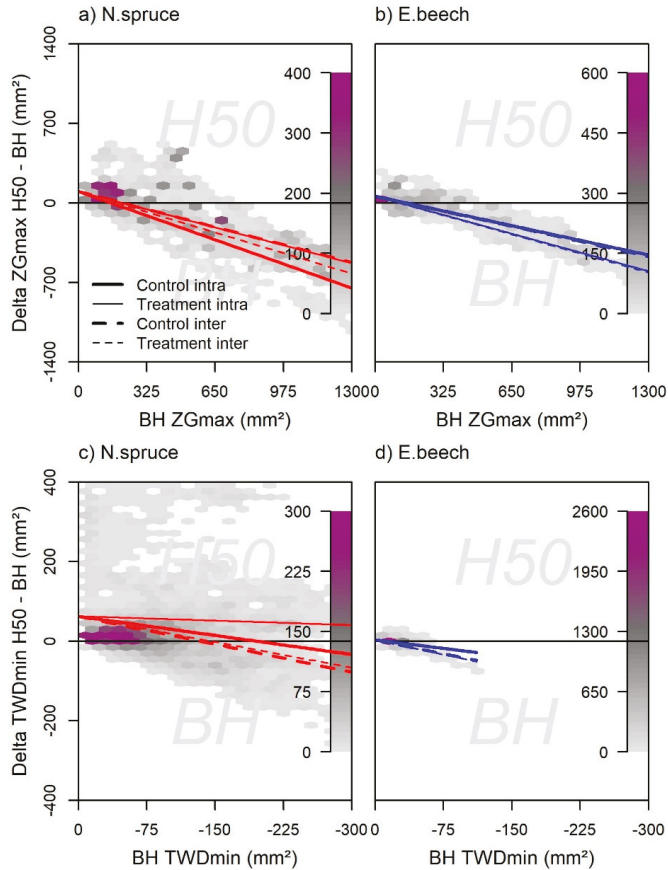 a) N.spruce
b) E.beech
1400
700
0
-700
-1400
Delta ZGmax H50 - BH (mm²)
H50
BH
400
300
200
100
0
Control intra
Treatment intra
Control inter
Treatment inter
0 325 650 975 1300
BH ZGmax (mm²)
H50
BH
600
450
300
150
0
0 325 650 975 1300
BH ZGmax (mm²)
c) N.spruce
d) E.beech
400
200
0
-200
-400
Delta TWDmin H50 - BH (mm²)
H50
BH
300
225
150
75
0
0 -75 -150 -225 -300
BH TWDmin (mm²)
H50
BH
2600
1950
1300
650
0
0 -75 -150 -225 -300
BH TWDmin (mm²)